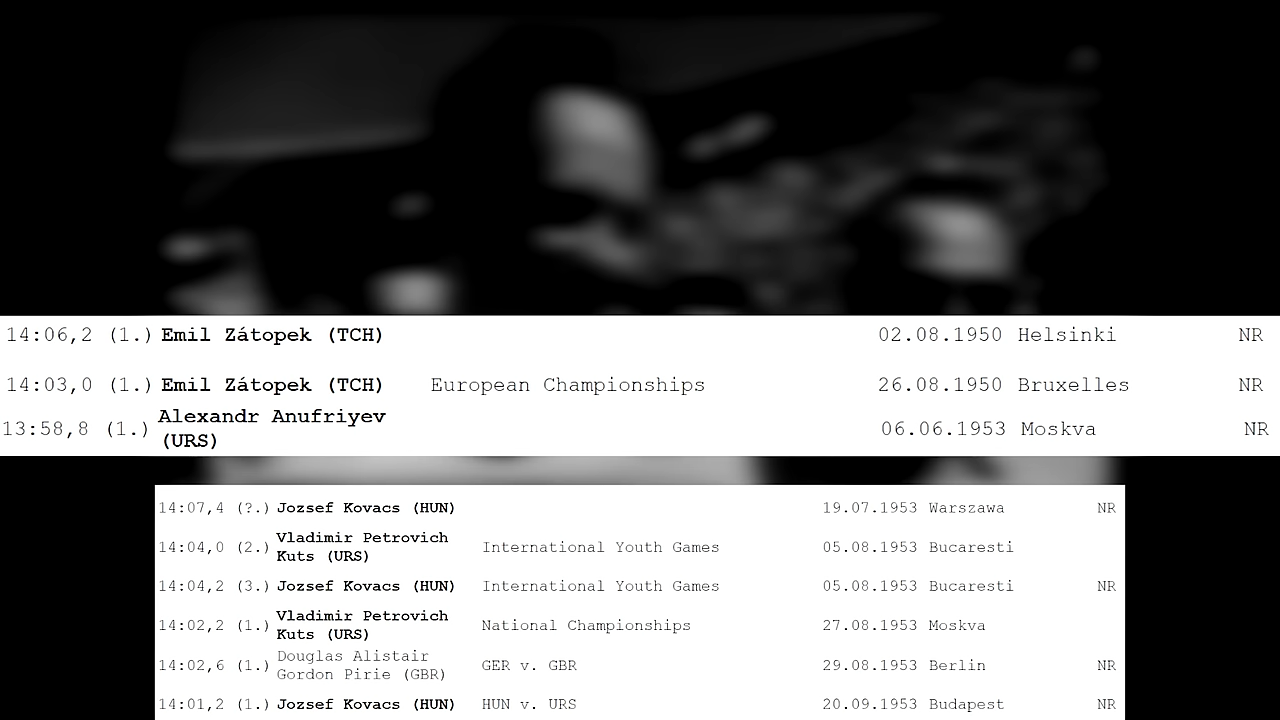 14:06,2 (1.) Emil Zátopek (TCH) 02.08.1950 Helsinki NR
14:03,0 (1.) Emil Zátopek (TCH) European Championships 26.08.1950 Bruxelles NR
13:58,8 (1.) Alexandr Anufriyev (URS) 06.06.1953 Moskva NR
14:07,4 (?.) Jozsef Kovacs (HUN) 19.07.1953 Warszawa NR
14:04,0 (2.) Vladimir Petrovich Kuts (URS) International Youth Games 05.08.1953 Bucaresti
14:04,2 (3.) Jozsef Kovacs (HUN) International Youth Games 05.08.1953 Bucaresti NR
14:02,2 (1.) Vladimir Petrovich Kuts (URS) National Championships 27.08.1953 Moskva
14:02,6 (1.) Douglas Alistair Gordon Pirie (GBR) GER v. GBR 29.08.1953 Berlin NR
14:01,2 (1.) Jozsef Kovacs (HUN) HUN v. URS 20.09.1953 Budapest NR